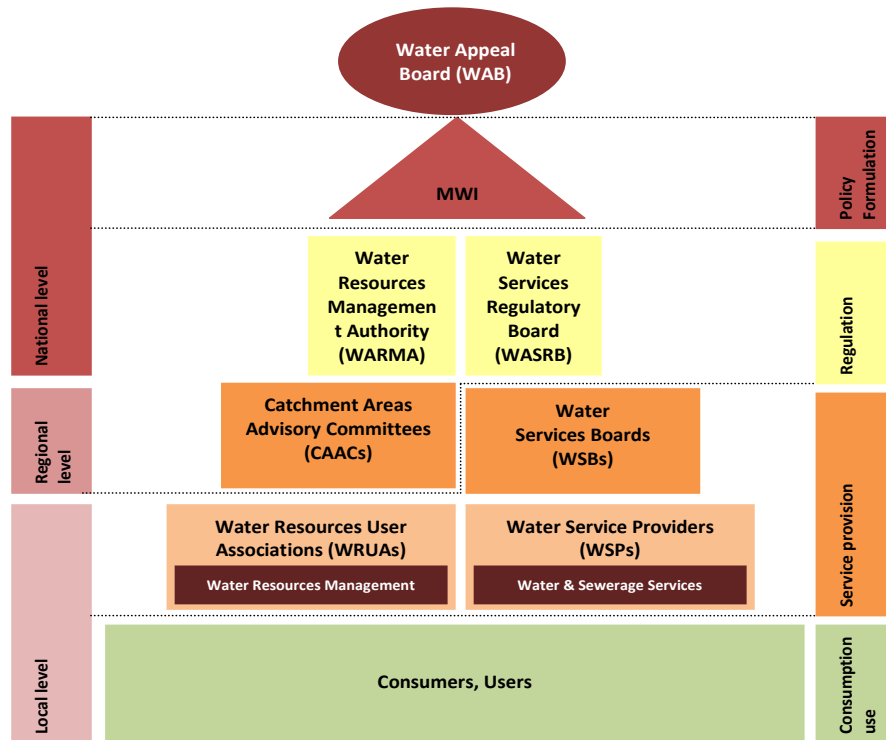 Water Appeal
Board (WAB)
National level
MWI
Policy
Formulation
Water
Resources
Managemen
t Authority
(WARMA)
Water
Services
Regulatory
Board
(WASRB)
Regulation
Regional
level
Catchment Areas
Advisory Committees
(CAACs)
Water
Services Boards
(WSBs)
Service provision
Local level
Water Resources User
Associations (WRUAs)
Water Resources Management
Water Service Providers
(WSPs)
Water & Sewerage Services
Consumers, Users
Consumption
use